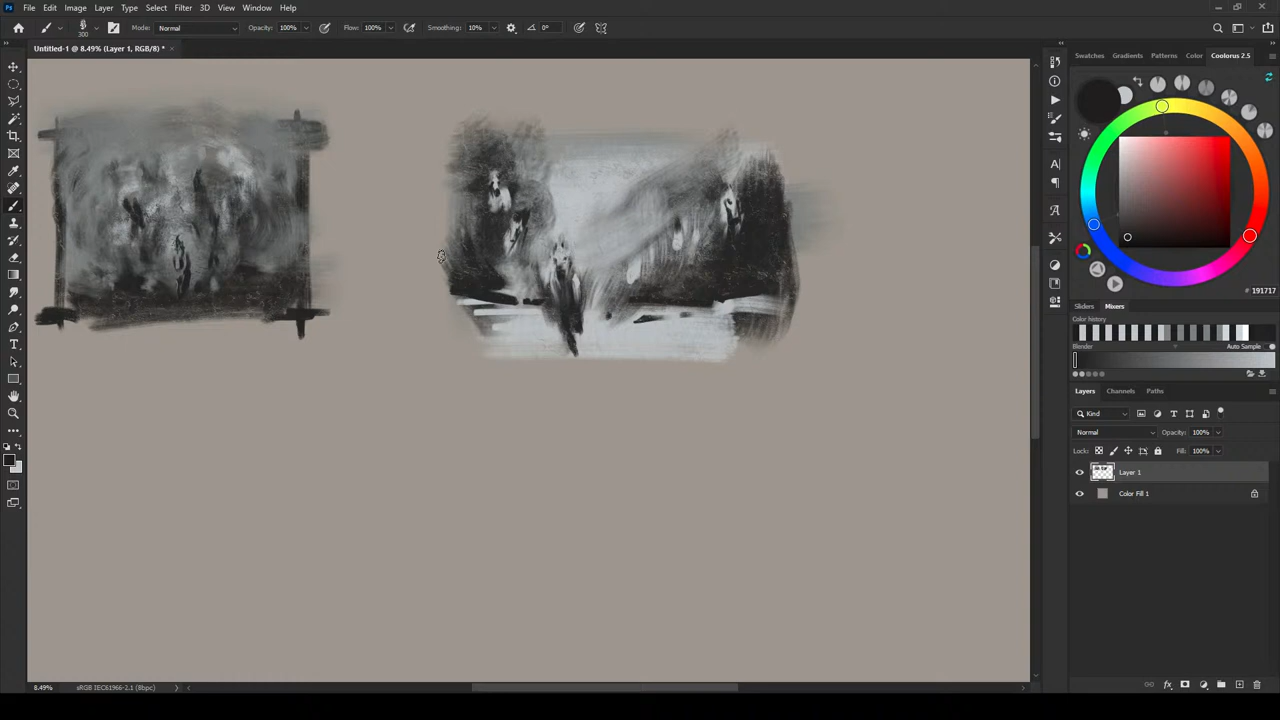 Ps File Edit Image Layer Type Select Filter 3D View Window Help
300 Mode: Normal Opacity: 100% Flow: 100% Smoothing: 10% 0°
Untitled-1 @ 8.49% (Layer 1, RGB/8) * ×
Swatches Gradients Patterns Color Coolorus 2.5
# 191717
Sliders Mixers
Color history
Blender Auto Sample
Layers Channels Paths
Kind
Normal Opacity: 100%
Lock: Fill: 100%
Layer 1
Color Fill 1
8.49% sRGB IEC61966-2.1 (8bpc)